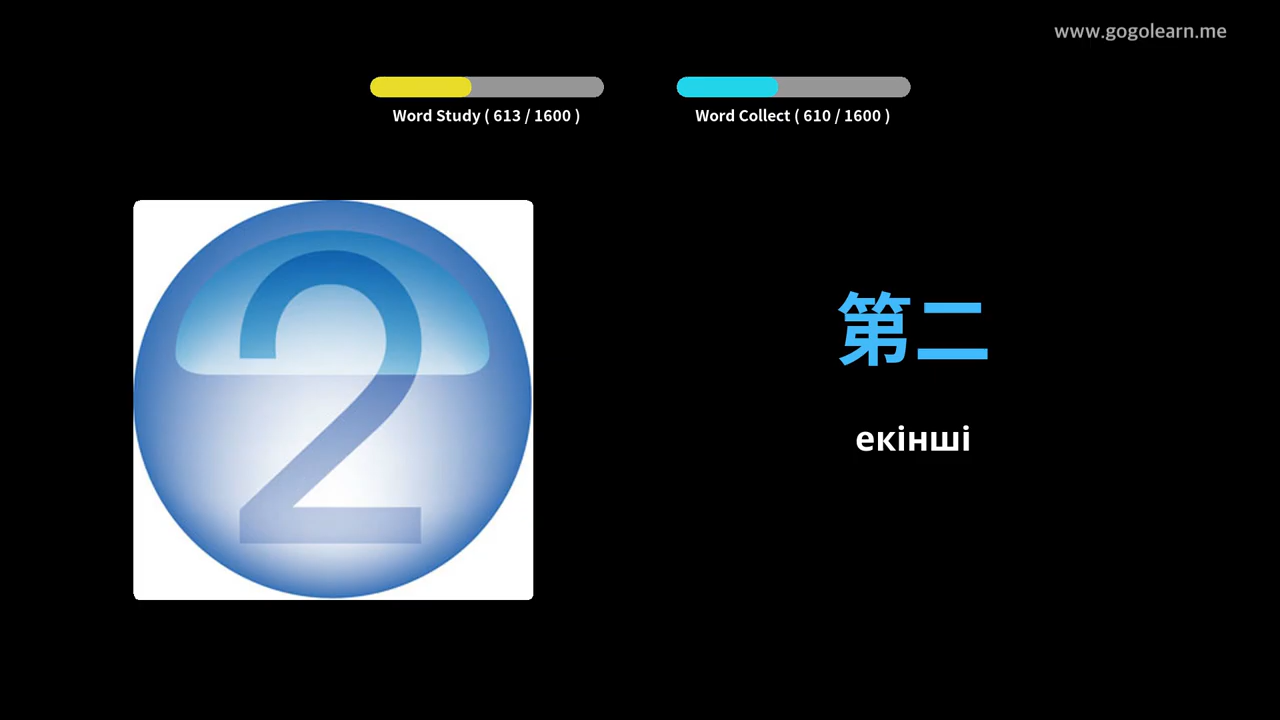 www.gogolearn.me
Word Study ( 613 / 1600 )
Word Collect ( 610 / 1600 )
2
第二
екінші